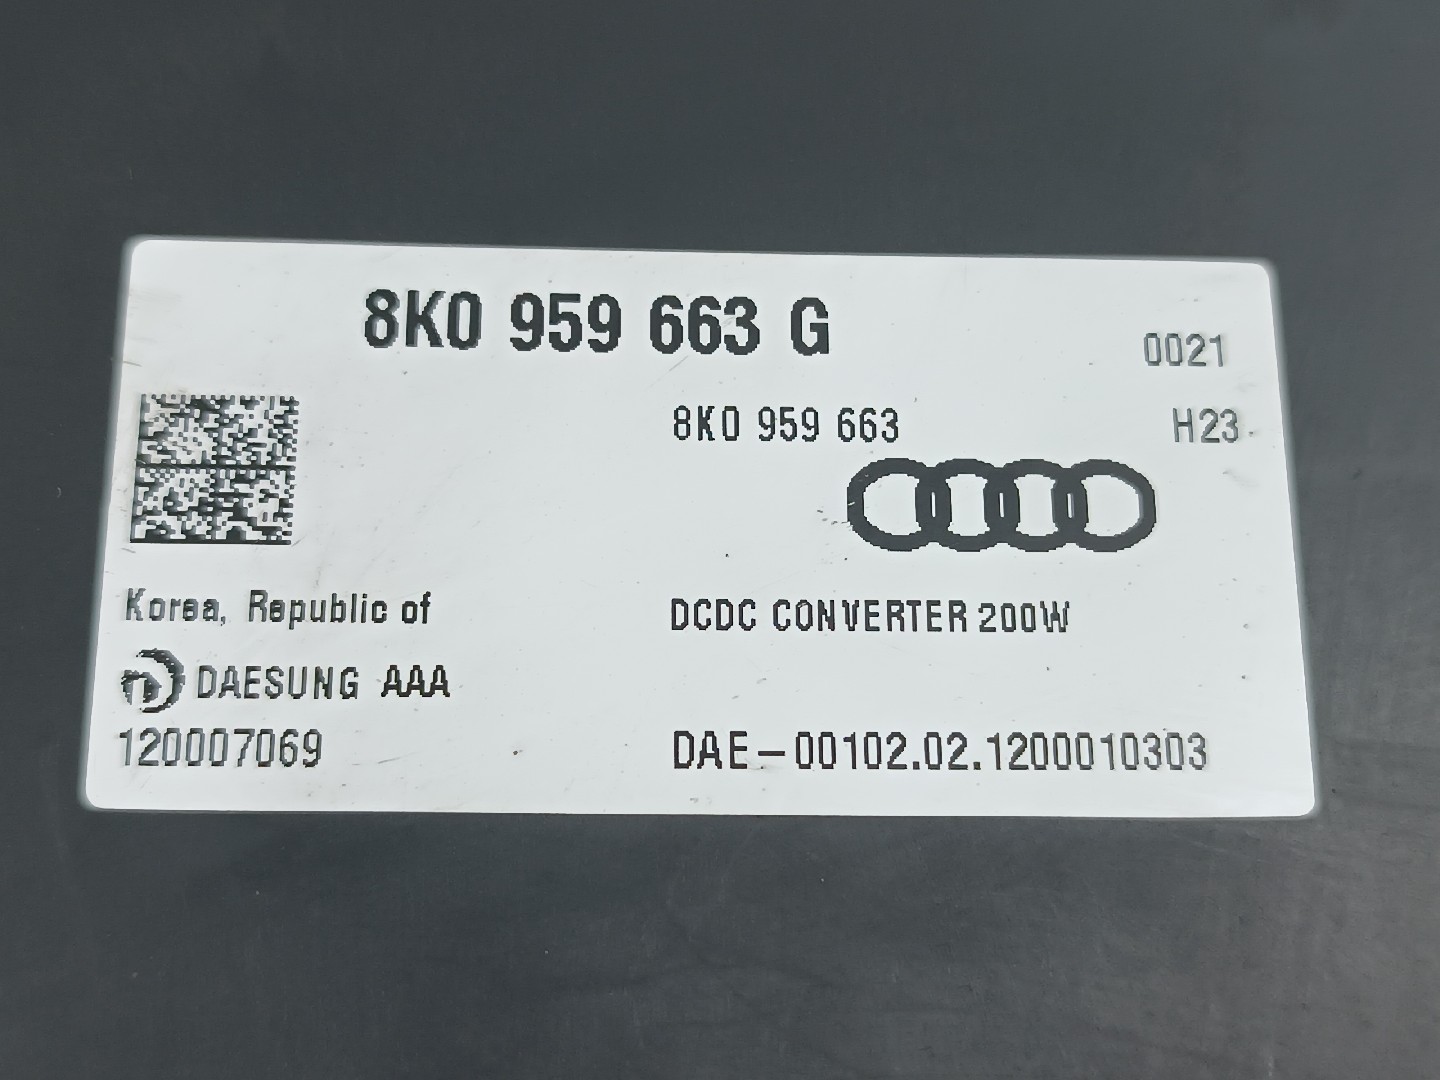 8K0 959 663 G
0021
8K0 959 663
H23
Korea, Republic of
DCDC CONVERTER 200W
DAESUNG AAA
120007069
DAE-00102.02.1200010303